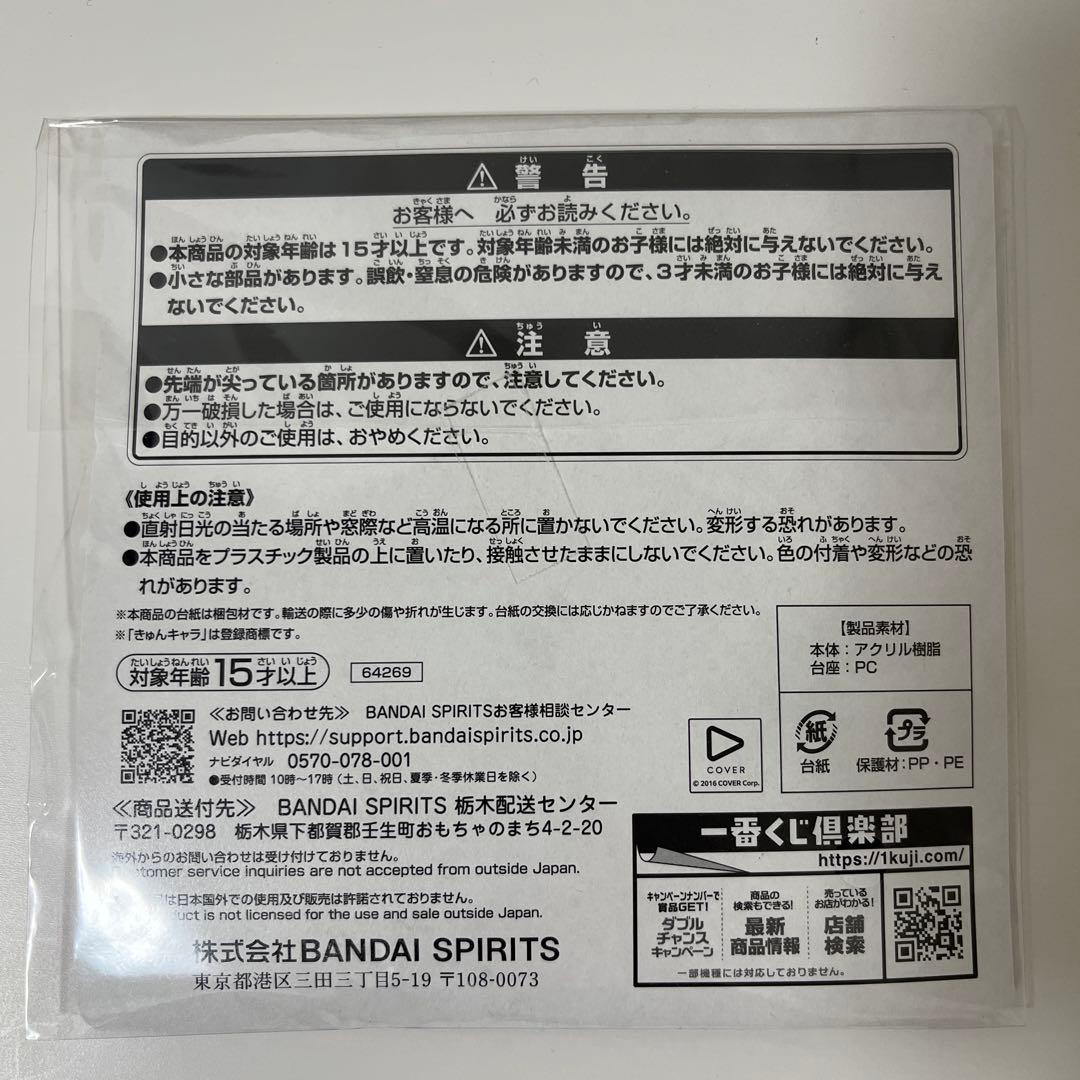 ⚠ 警告
お客様へ 必ずお読みください。
●本商品の対象年齢は15才以上です。対象年齢未満のお子様には絶対に与えないでください。
●小さな部品があります。誤飲・窒息の危険がありますので、3才未満のお子様には絶対に与え
ないでください。
⚠ 注意
●先端が尖っている箇所がありますので、注意してください。
●万一破損した場合は、ご使用にならないでください。
●目的以外のご使用は、おやめください。
《使用上の注意》
●直射日光の当たる場所や窓際など高温になる所に置かないでください。変形する恐れがあります。
●本商品をプラスチック製品の上に置いたり、接触させたままにしないでください。色の付着や変形などの恐
れがあります。
※本商品の台紙は梱包材です。輸送の際に多少の傷や折れが生じます。台紙の交換には応じかねますのでご了承ください。
※「きゅんキャラ」は登録商標です。
対象年齢15才以上
64269
【製品素材】
本体:アクリル樹脂
台座:PC
紙
台紙
プラ
保護材:PP・PE
≪お問い合わせ先≫ BANDAI SPIRITSお客様相談センター
Web https://support.bandaispirits.co.jp
ナビダイヤル 0570-078-001
●受付時間 10時〜17時(土、日、祝日、夏季・冬季休業日を除く)
COVER
© 2016 COVER Corp.
≪商品送付先≫ BANDAI SPIRITS 栃木配送センター
〒321-0298 栃木県下都賀郡壬生町おもちゃのまち4-2-20
海外からのお問い合わせは受け付けておりません。
Customer service inquiries are not accepted from outside Japan.
は日本国外での使用及び販売は許諾されておりません。
duct is not licensed for the use and sale outside Japan.
株式会社BANDAI SPIRITS
東京都港区三田三丁目5-19 〒108-0073
一番くじ倶楽部
https://1kuji.com/
キャンペーンナンバーで
賞品GET!
ダブル
チャンス
キャンペーン
商品の
検索もできる!
最新
商品情報
売っている
お店がわかる!
店舗
検索
一部機種には対応しておりません。